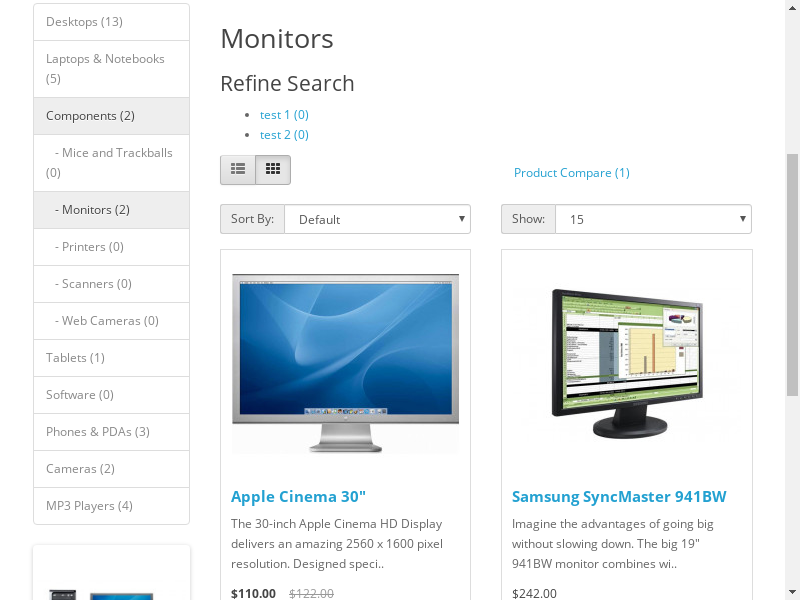 Desktops (13)
Laptops & Notebooks
(5)
Components (2)
- Mice and Trackballs
(0)
- Monitors (2)
- Printers (0)
- Scanners (0)
- Web Cameras (0)
Tablets (1)
Software (0)
Phones & PDAs (3)
Cameras (2)
MP3 Players (4)
Monitors
Refine Search
test 1 (0)
test 2 (0)
Product Compare (1)
Sort By: Default
Show: 15
Apple Cinema 30"
The 30-inch Apple Cinema HD Display
delivers an amazing 2560 x 1600 pixel
resolution. Designed speci..
$110.00 $122.00
Samsung SyncMaster 941BW
Imagine the advantages of going big
without slowing down. The big 19"
941BW monitor combines wi..
$242.00